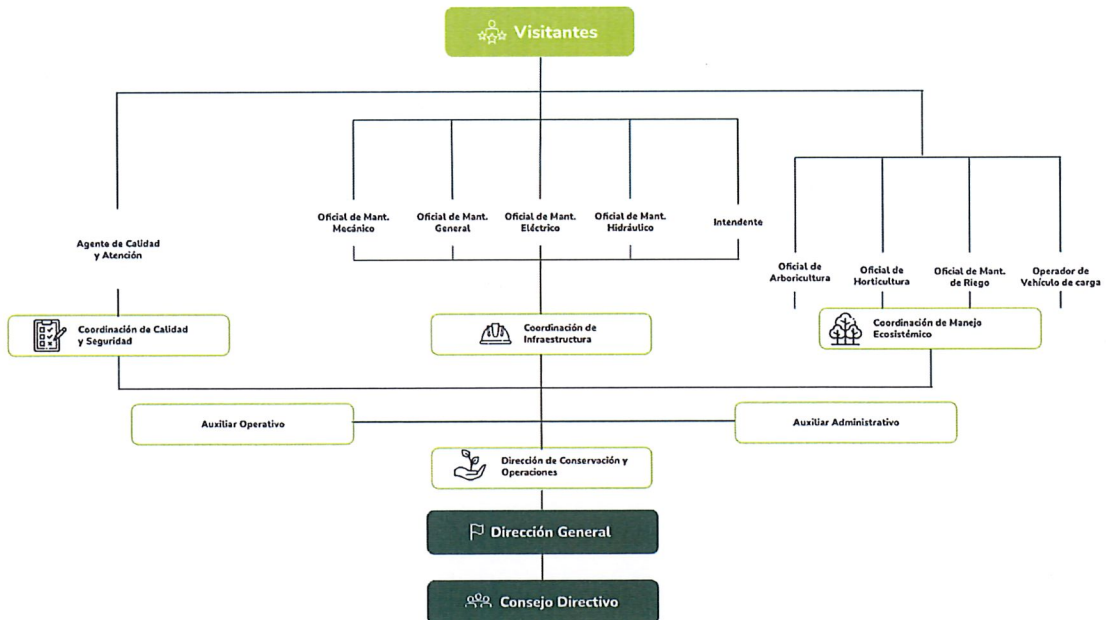 Visitantes
Agente de Calidad
y Atención
Oficial de Mant.
Mecánico
Oficial de Mant.
General
Oficial de Mant.
Eléctrico
Oficial de Mant.
Hidráulico
Intendente
Oficial de
Arboricultura
Oficial de
Horticultura
Oficial de Mant.
de Riego
Operador de
Vehículo de carga
Coordinación de Calidad
y Seguridad
Coordinación de
Infraestructura
Coordinación de Manejo
Ecosistémico
Auxiliar Operativo
Auxiliar Administrativo
Dirección de Conservación y
Operaciones
Dirección General
Consejo Directivo